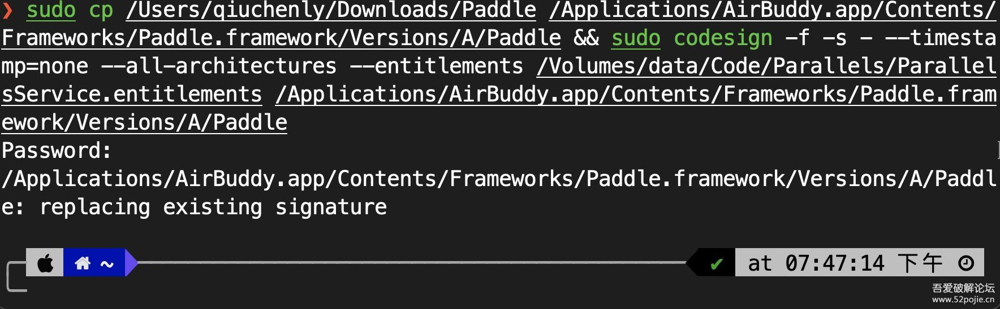 ❯ sudo cp /Users/qiuchenly/Downloads/Paddle /Applications/AirBuddy.app/Contents/
Frameworks/Paddle.framework/Versions/A/Paddle && sudo codesign -f -s - --timesta
mp=none --all-architectures --entitlements /Volumes/data/Code/Parallels/Parallel
sService.entitlements /Applications/AirBuddy.app/Contents/Frameworks/Paddle.fram
ework/Versions/A/Paddle
Password:
/Applications/AirBuddy.app/Contents/Frameworks/Paddle.framework/Versions/A/Paddl
e: replacing existing signature
~ ✔ at 07:47:14 下午
吾爱破解论坛
www.52pojie.cn